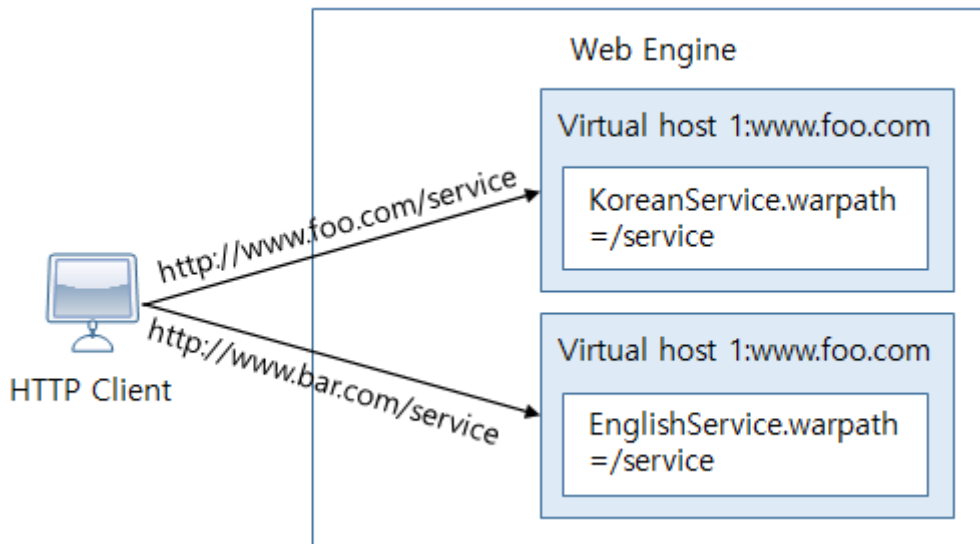 Web Engine
Virtual host 1:www.foo.com
KoreanService.warpath
=/service
http://www.foo.com/service
HTTP Client
http://www.bar.com/service
Virtual host 1:www.foo.com
EnglishService.warpath
=/service